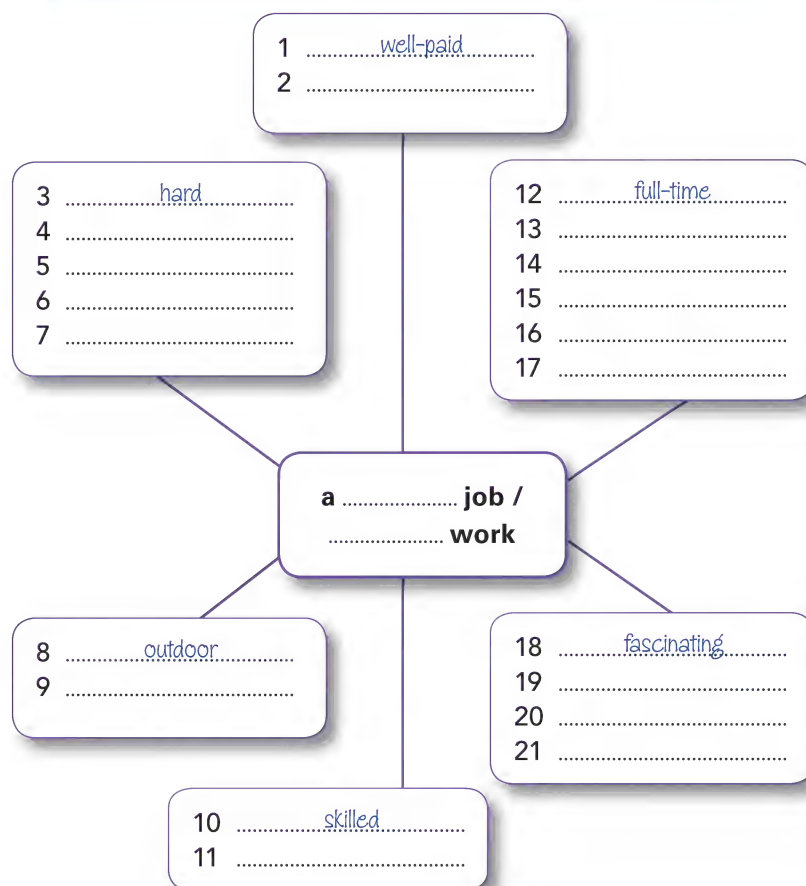 1 well-paid
2
3 hard
4
5
6
7
12 full-time
13
14
15
16
17
a .................... job /
.................... work
8 outdoor
9
18 fascinating
19
20
21
10 skilled
11